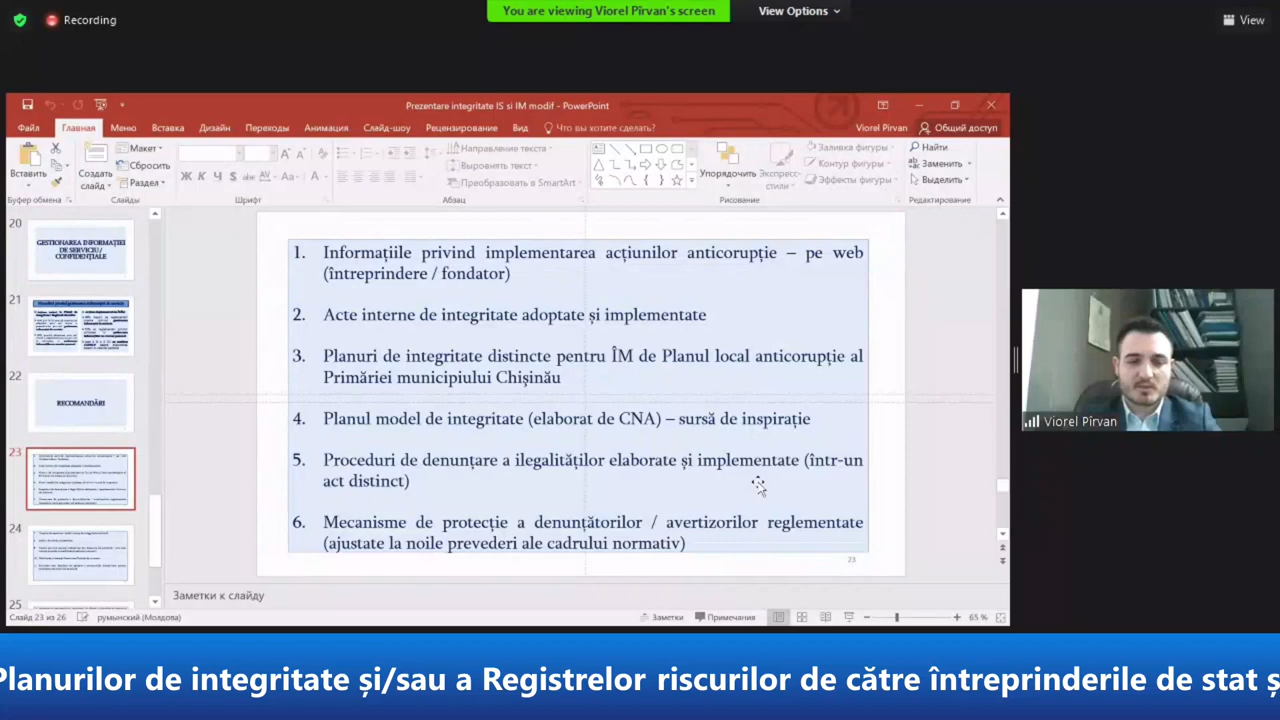 Recording
You are viewing Viorel Pîrvan's screen
View Options
View
Prezentare integritate IS si IM modif - PowerPoint
Файл
Главная
Меню
Вставка
Дизайн
Переходы
Анимация
Слайд-шоу
Рецензирование
Вид
Что вы хотите сделать?
Viorel Pirvan
Общий доступ
Вставить
Буфер обмена
Создать
слайд
Макет
Сбросить
Раздел
Слайды
Ж К Ч S abc AV Aa A
Шрифт
Направление текста
Выровнять текст
Преобразовать в SmartArt
Абзац
Упорядочить
Экспресс-
стили
Заливка фигуры
Контур фигуры
Эффекты фигуры
Рисование
Найти
Заменить
Выделить
Редактирование
20
GESTIONAREA INFORMAȚIEI
DE SERVICIU /
CONFIDENȚIALE
21
22
RECOMANDĂRI
23
24
25
1. Informațiile privind implementarea acțiunilor anticorupție – pe web
(întreprindere / fondator)
2. Acte interne de integritate adoptate și implementate
3. Planuri de integritate distincte pentru ÎM de Planul local anticorupție al
Primăriei municipiului Chișinău
4. Planul model de integritate (elaborat de CNA) – sursă de inspirație
5. Proceduri de denunțare a ilegalităților elaborate și implementate (într-un
act distinct)
6. Mecanisme de protecție a denunțătorilor / avertizorilor reglementate
(ajustate la noile prevederi ale cadrului normativ)
23
Заметки к слайду
Слайд 23 из 26
румынский (Молдова)
Заметки
Примечания
65 %
Viorel Pîrvan
Planurilor de integritate și/sau a Registrelor riscurilor de către întreprinderile de stat ș